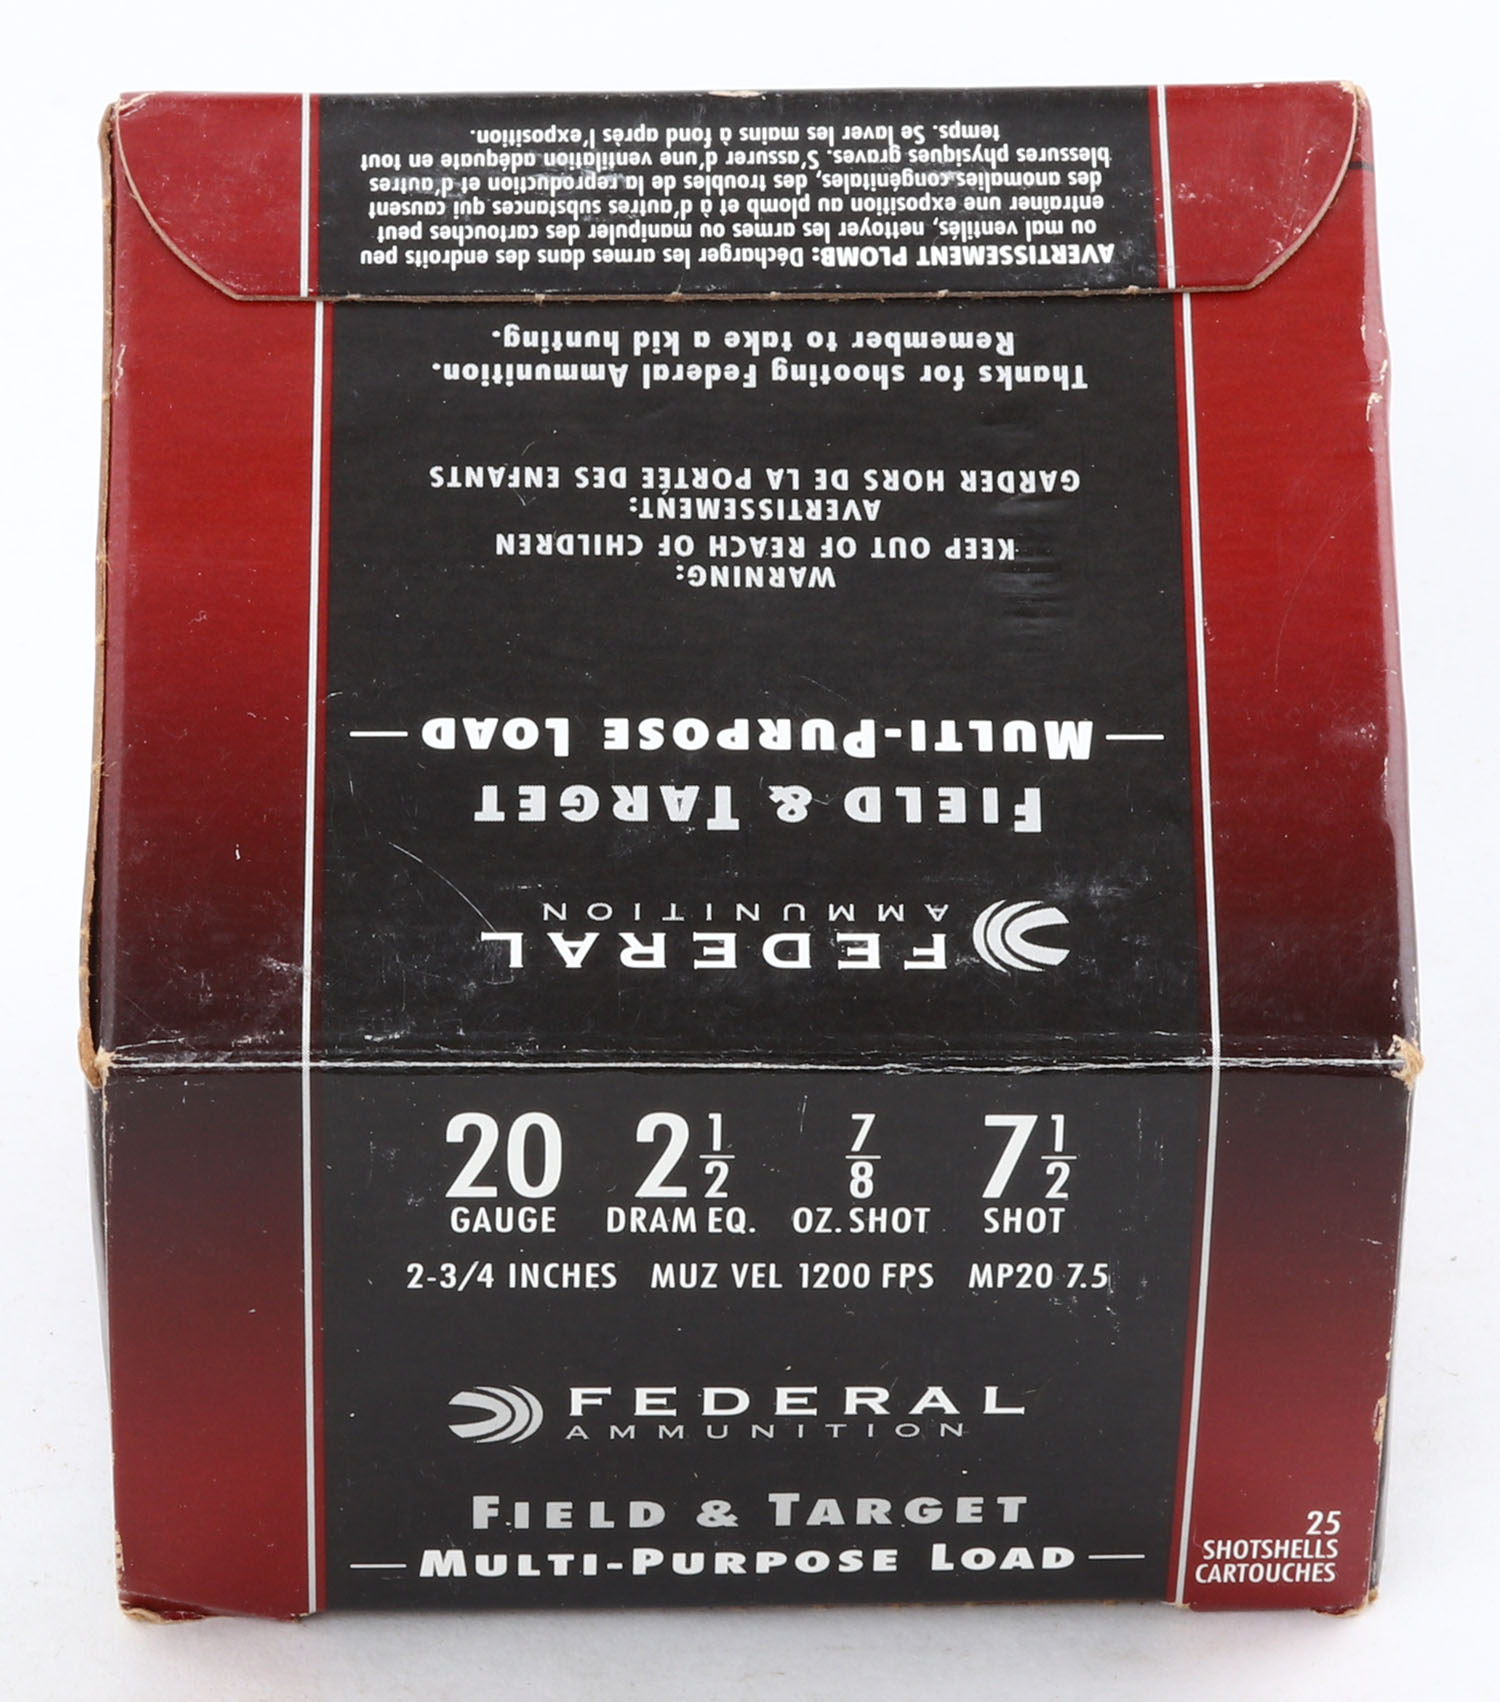 AVERTISSEMENT PLOMB: Décharger les armes dans des endroits peu
ou mal ventilés, nettoyer les armes ou manipuler des cartouches peut
entraîner une exposition au plomb et à d'autres substances qui causent
des anomalies congénitales, des troubles de la reproduction et d'autres
blessures physiques graves. S'assurer d'une ventilation adéquate en tout
temps. Se laver les mains à fond après l'exposition.
FEDERAL
AMMUNITION
FIELD & TARGET
MULTI-PURPOSE LOAD
WARNING:
KEEP OUT OF REACH OF CHILDREN
AVERTISSEMENT:
GARDER HORS DE LA PORTÉE DES ENFANTS
Thanks for shooting Federal Ammunition.
Remember to take a kid hunting.
20 2 1/2 7/8 7 1/2
GAUGE DRAM EQ. OZ. SHOT SHOT
2-3/4 INCHES MUZ VEL 1200 FPS MP20 7.5
FEDERAL
AMMUNITION
FIELD & TARGET
MULTI-PURPOSE LOAD
25
SHOTSHELLS
CARTOUCHES